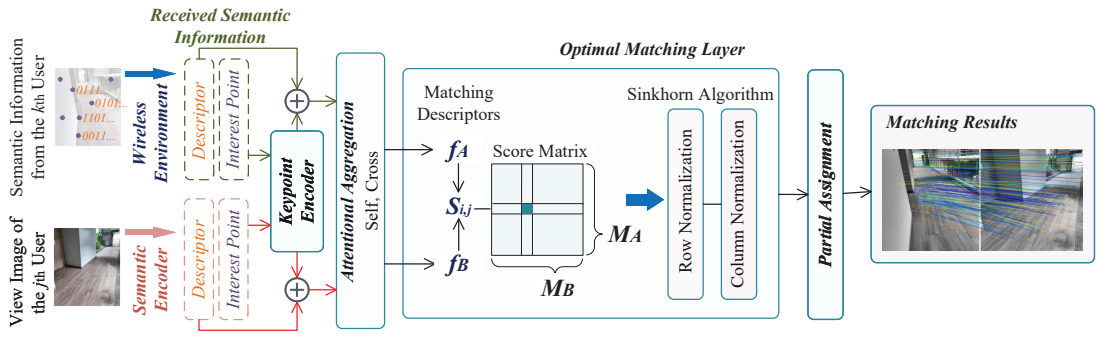 Received Semantic
Information
Semantic Information
from the kth User
0111...
0101...
1101...
0011...
Wireless
Environment
Descriptor
Interest Point
View Image of
the jth User
Semantic
Encoder
Descriptor
Interest Point
Keypoint
Encoder
Attentional Aggregation
Self, Cross
Optimal Matching Layer
Matching
Descriptors
fA
Si,j
fB
Score Matrix
MA
MB
Sinkhorn Algorithm
Row Normalization
Column Normalization
Partial Assignment
Matching Results